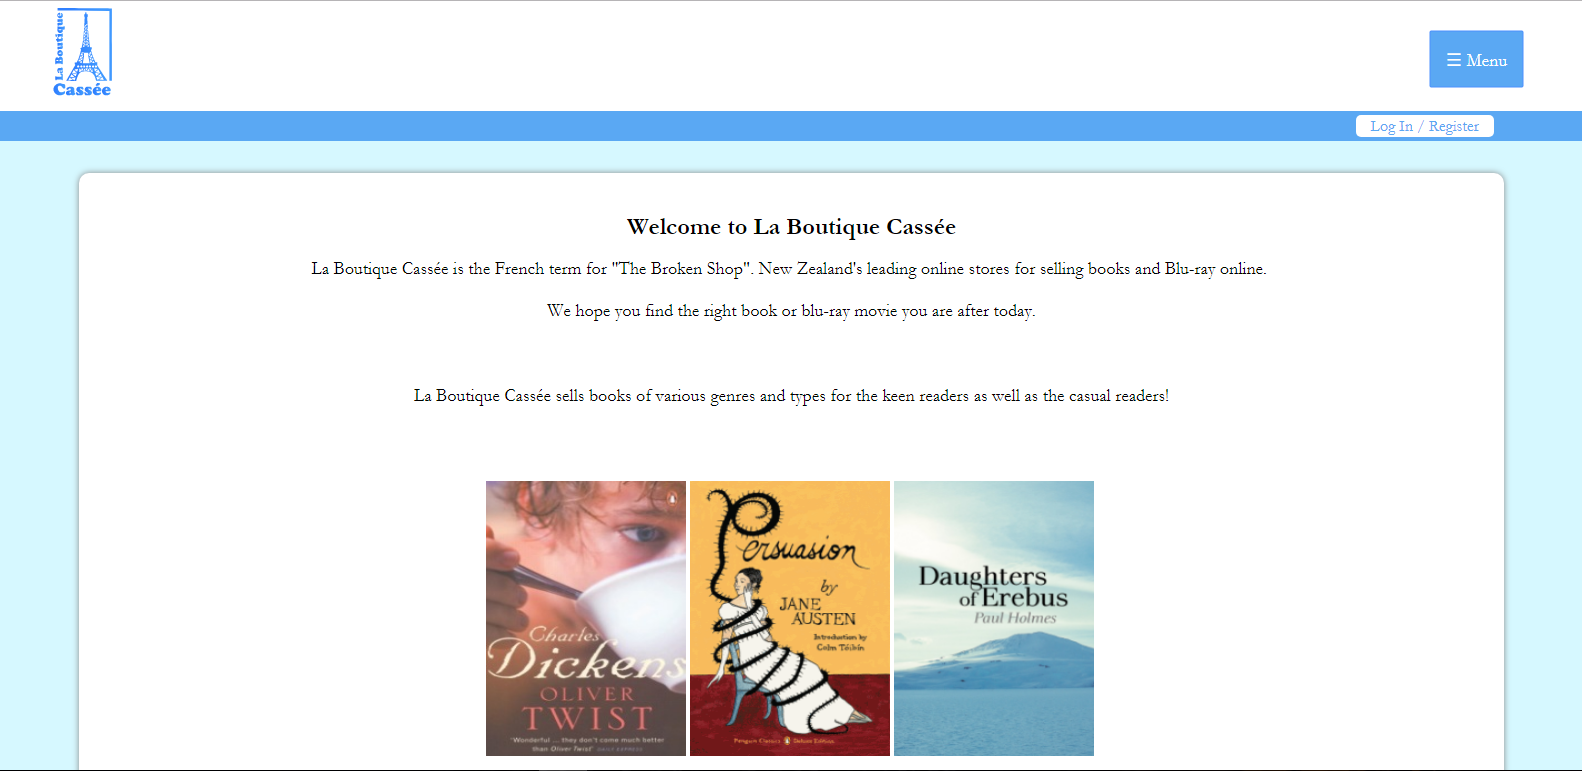 La Boutique
Cassée
☰ Menu
Log In / Register
Welcome to La Boutique Cassée
La Boutique Cassée is the French term for "The Broken Shop". New Zealand's leading online stores for selling books and Blu-ray online.
We hope you find the right book or blu-ray movie you are after today.
La Boutique Cassée sells books of various genres and types for the keen readers as well as the casual readers!
Charles
Dickens
OLIVER
TWIST
"Wonderful ... they don't come much better
than Oliver Twist" DAILY EXPRESS
Persuasion
by
JANE
AUSTEN
Introduction by
Colm Tóibín
Penguin Classics Deluxe Edition
Daughters
of Erebus
Paul Holmes